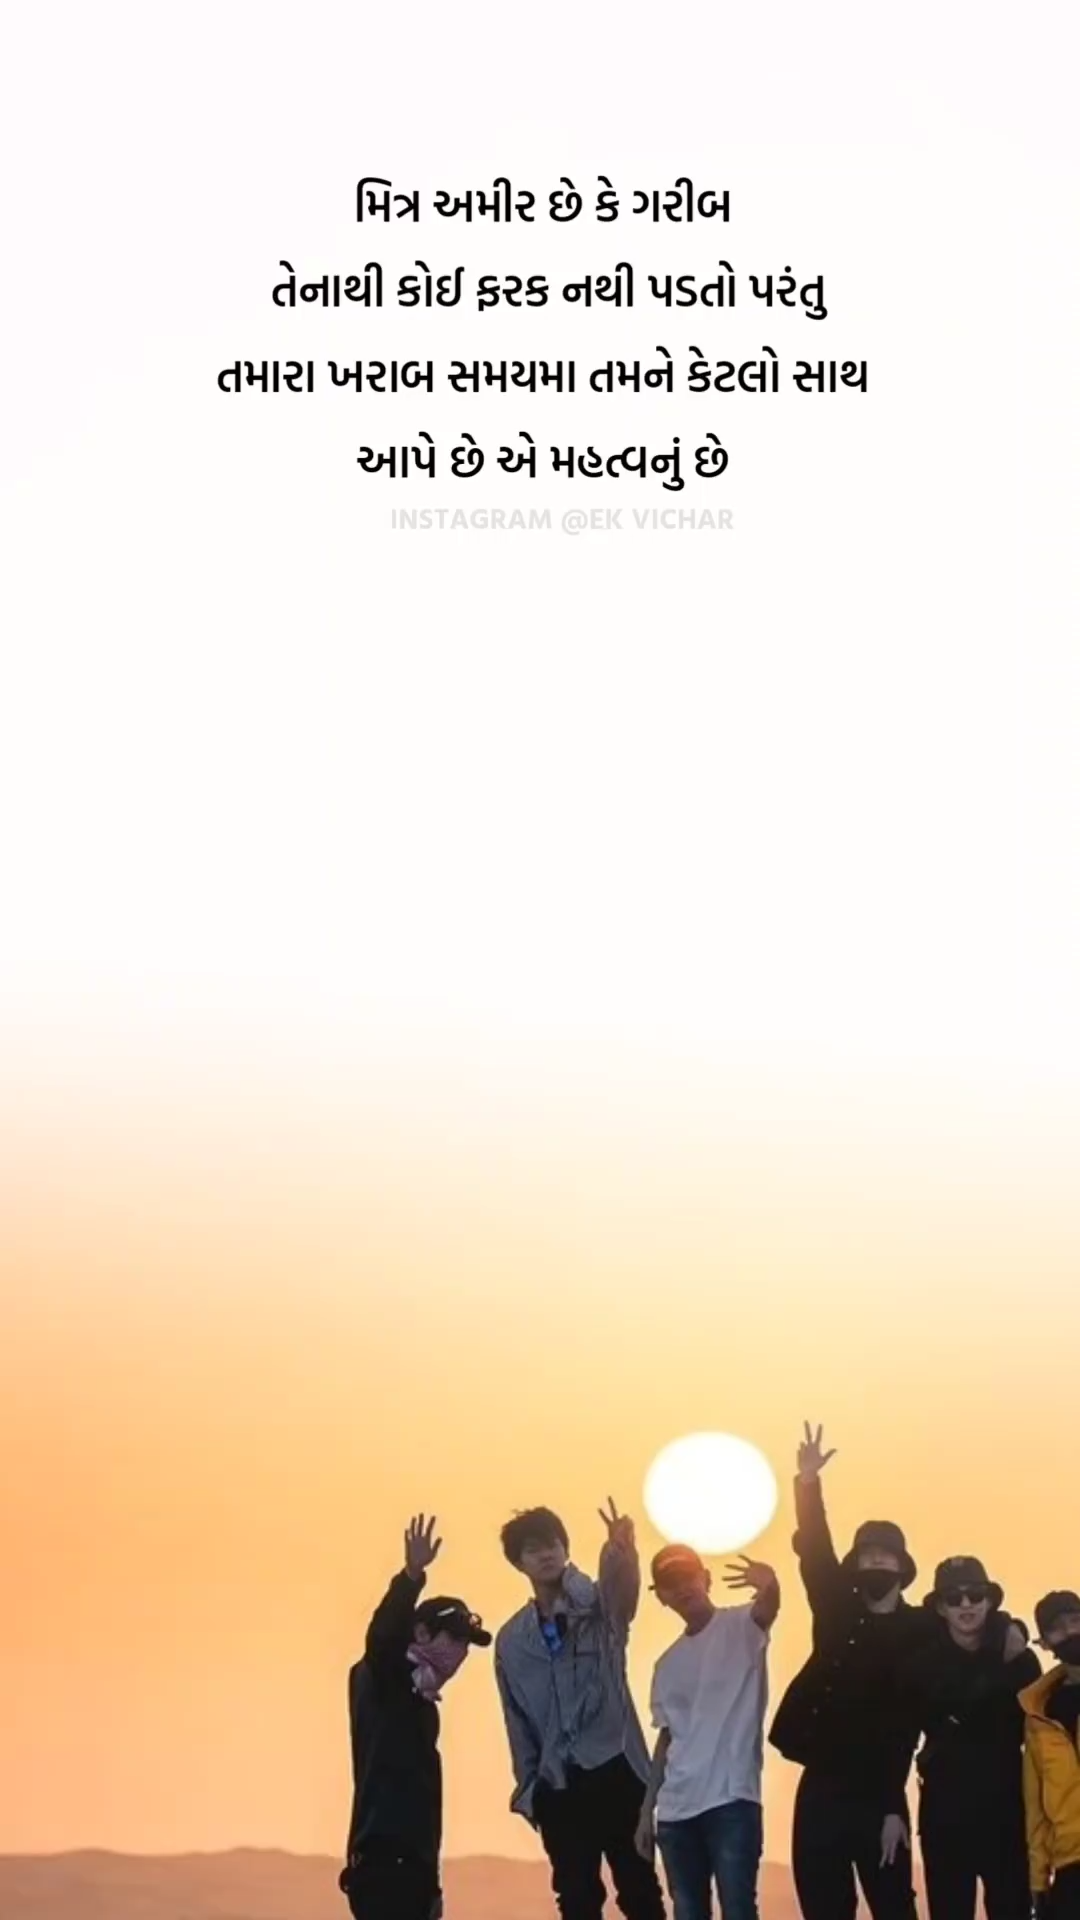 મિત્ર અમીર છે કે ગરીબ
તેનાથી કોઈ ફરક નથી પડતો પરંતુ
તમારા ખરાબ સમયમા તમને કેટલો સાથ
આપે છે એ મહત્વનું છે
INSTAGRAM @EK VICHAR